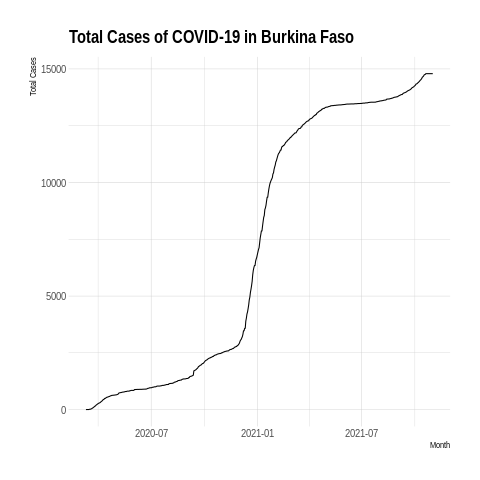 Total Cases of COVID-19 in Burkina Faso
Total Cases
15000
10000
5000
0
2020-07
2021-01
2021-07
Month